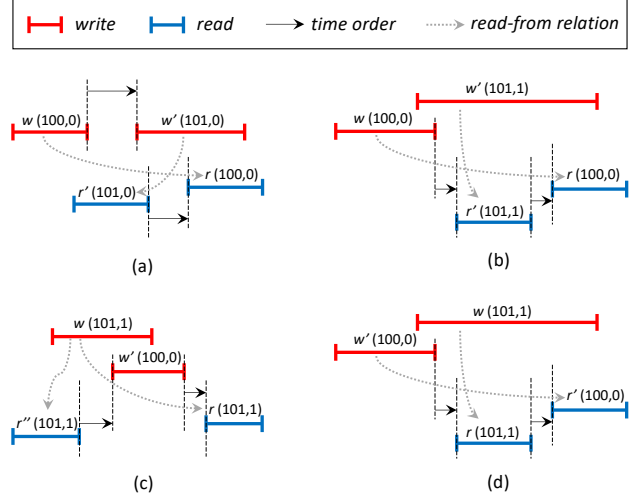 write read time order read-from relation
w (100,0) w’ (101,0)
r’ (101,0) r (100,0)
(a)
w’ (101,1)
w (100,0)
r (100,0)
r’ (101,1)
(b)
w (101,1)
w’ (100,0)
r’’ (101,1) r (101,1)
(c)
w (101,1)
w’ (100,0)
r’ (100,0)
r (101,1)
(d)